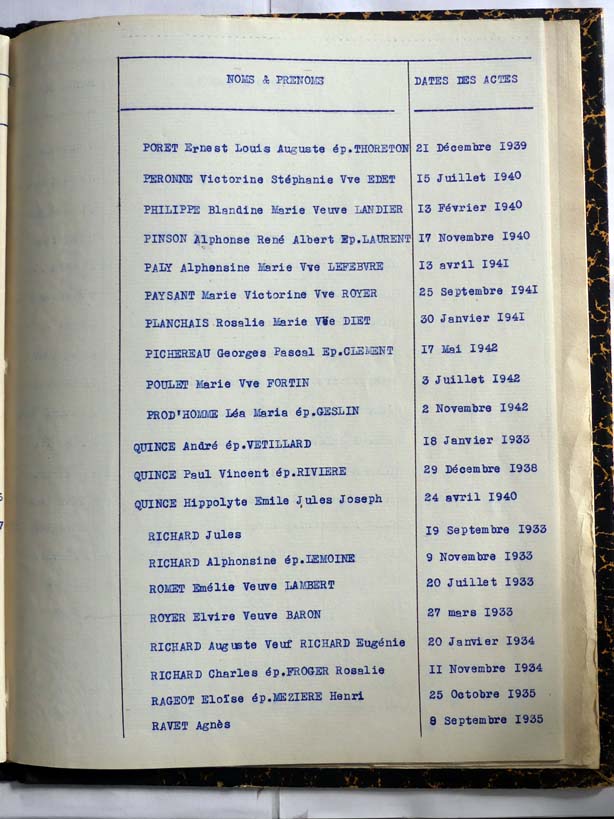 NOMS & PRENOMS DATES DES ACTES
PORET Ernest Louis Auguste ép.THORETON 21 Décembre 1939
PERONNE Victorine Stéphanie Vve EDET 15 Juillet 1940
PHILIPPE Blandine Marie Veuve LANDIER 13 Février 1940
PINSON Alphonse René Albert Ep.LAURENT 17 Novembre 1940
PALY Alphonsine Marie Vve LEFEBVRE 13 avril 1941
PAYSANT Marie Victorine Vve ROYER 25 Septembre 1941
PLANCHAIS Rosalie Marie Vve DIET 30 Janvier 1941
PICHEREAU Georges Pascal Ep.CLEMENT 17 Mai 1942
POULET Marie Vve FORTIN 3 Juillet 1942
PROD'HOMME Léa Maria ép.GESLIN 2 Novembre 1942
QUINCE André ép.VETILLARD 18 Janvier 1933
QUINCE Paul Vincent ép.RIVIERE 29 Décembre 1938
QUINCE Hippolyte Emile Jules Joseph 24 avril 1940
RICHARD Jules 19 Septembre 1933
RICHARD Alphonsine ép.LEMOINE 9 Novembre 1933
ROMET Emélie Veuve LAMBERT 20 Juillet 1933
ROYER Elvire Veuve BARON 27 mars 1933
RICHARD Auguste Veuf RICHARD Eugénie 20 Janvier 1934
RICHARD Charles ép.FROGER Rosalie 11 Novembre 1934
RAGEOT Eloïse ép.MEZIERE Henri 25 Octobre 1935
RAVET Agnès 8 Septembre 1935